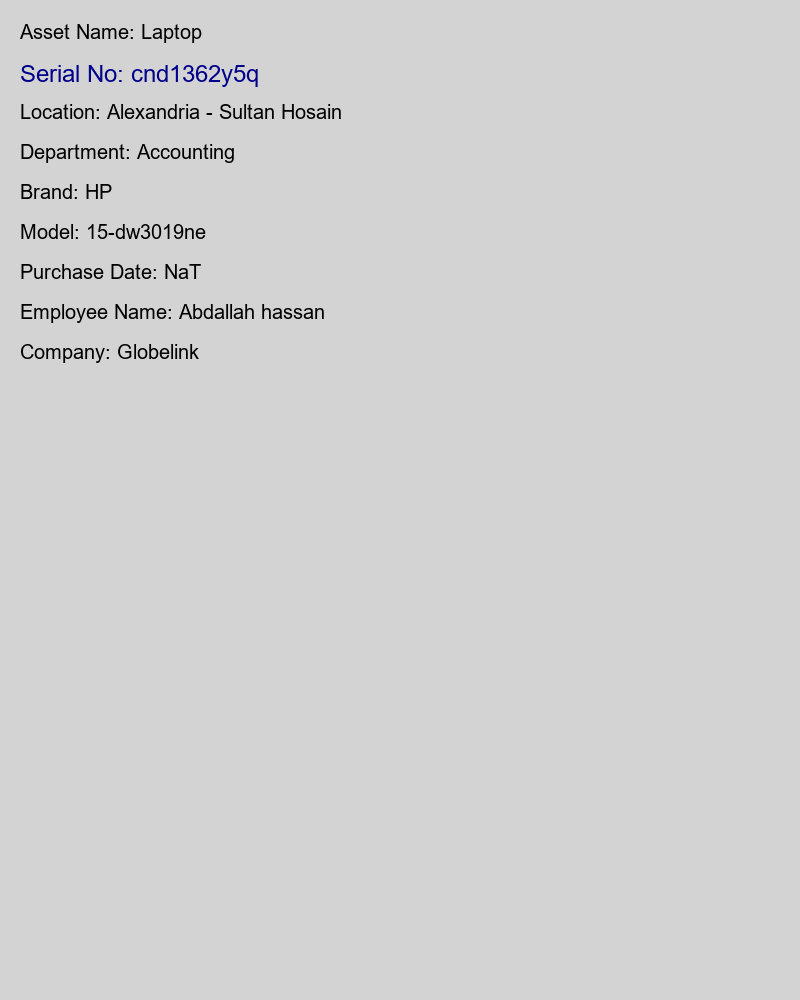 Asset Name: Laptop
Serial No: cnd1362y5q
Location: Alexandria - Sultan Hosain
Department: Accounting
Brand: HP
Model: 15-dw3019ne
Purchase Date: NaT
Employee Name: Abdallah hassan
Company: Globelink